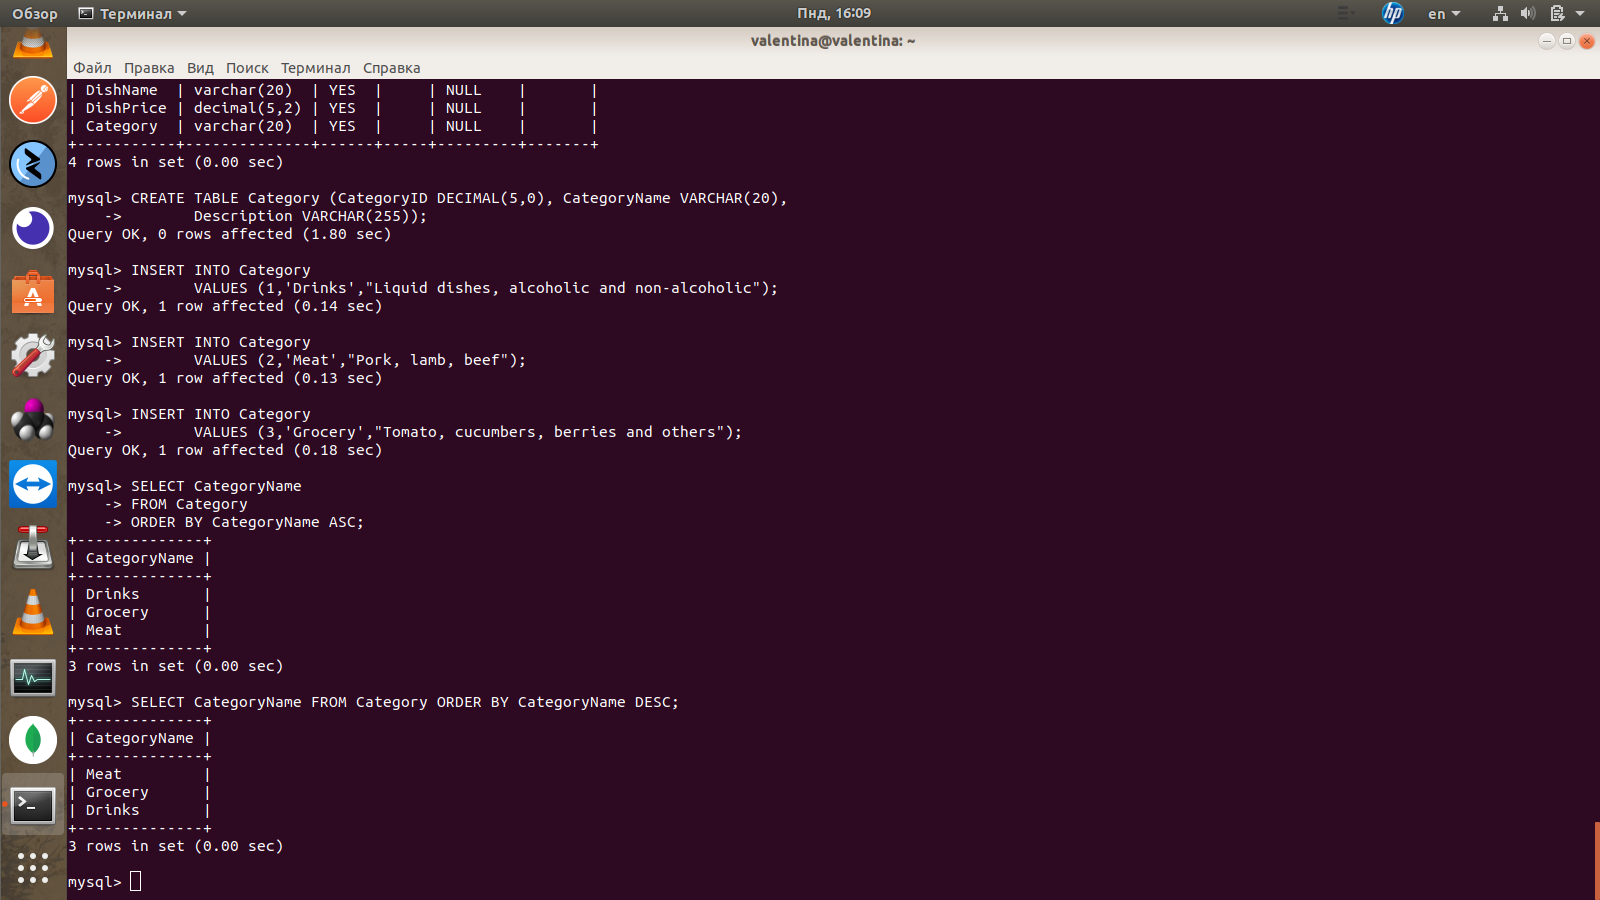 Обзор Терминал Пнд, 16:09 en
valentina@valentina: ~
Файл Правка Вид Поиск Терминал Справка
| DishName  | varchar(20)  | YES  |     | NULL    |       |
| DishPrice | decimal(5,2) | YES  |     | NULL    |       |
| Category  | varchar(20)  | YES  |     | NULL    |       |
+-----------+--------------+------+-----+---------+-------+
4 rows in set (0.00 sec)
mysql> CREATE TABLE Category (CategoryID DECIMAL(5,0), CategoryName VARCHAR(20),
    ->        Description VARCHAR(255));
Query OK, 0 rows affected (1.80 sec)
mysql> INSERT INTO Category
    ->        VALUES (1,'Drinks',"Liquid dishes, alcoholic and non-alcoholic");
Query OK, 1 row affected (0.14 sec)
mysql> INSERT INTO Category
    ->        VALUES (2,'Meat',"Pork, lamb, beef");
Query OK, 1 row affected (0.13 sec)
mysql> INSERT INTO Category
    ->        VALUES (3,'Grocery',"Tomato, cucumbers, berries and others");
Query OK, 1 row affected (0.18 sec)
mysql> SELECT CategoryName
    -> FROM Category
    -> ORDER BY CategoryName ASC;
+--------------+
| CategoryName |
+--------------+
| Drinks       |
| Grocery      |
| Meat         |
+--------------+
3 rows in set (0.00 sec)
mysql> SELECT CategoryName FROM Category ORDER BY CategoryName DESC;
+--------------+
| CategoryName |
+--------------+
| Meat         |
| Grocery      |
| Drinks       |
+--------------+
3 rows in set (0.00 sec)
mysql>